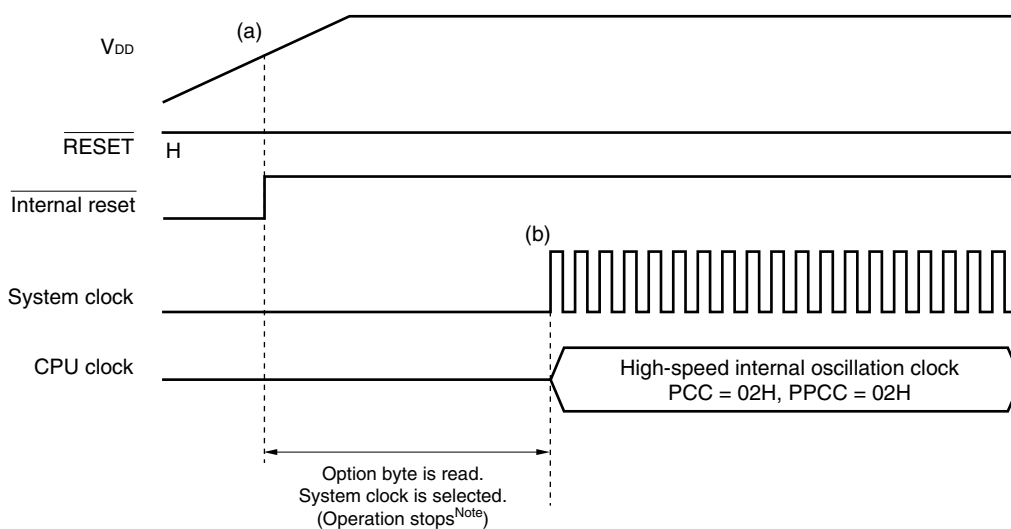 (a)
VDD
RESET
H
Internal reset
(b)
System clock
CPU clock
High-speed internal oscillation clock
PCC = 02H, PPCC = 02H
Option byte is read.
System clock is selected.
(Operation stopsNote)